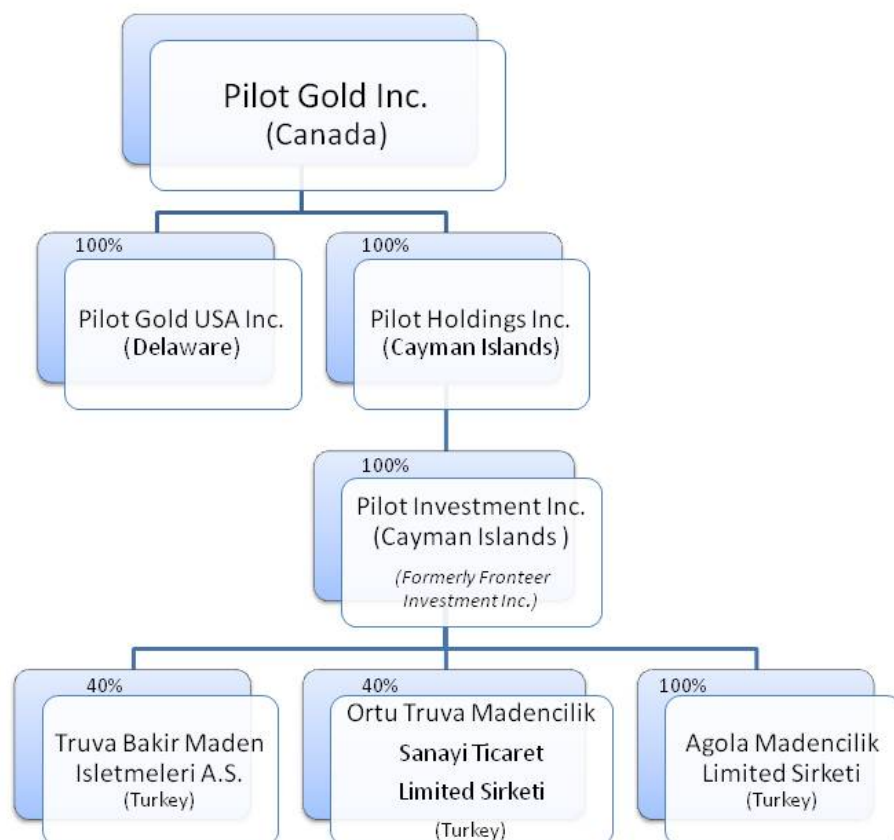 Pilot Gold Inc.
(Canada)
100%
Pilot Gold USA Inc.
(Delaware)
100%
Pilot Holdings Inc.
(Cayman Islands)
100%
Pilot Investment Inc.
(Cayman Islands )
(Formerly Fronteer
Investment Inc.)
40%
Truva Bakir Maden
Isletmeleri A.S.
(Turkey)
40%
Ortu Truva Madencilik
Sanayi Ticaret
Limited Sirketi
(Turkey)
100%
Agola Madencilik
Limited Sirketi
(Turkey)